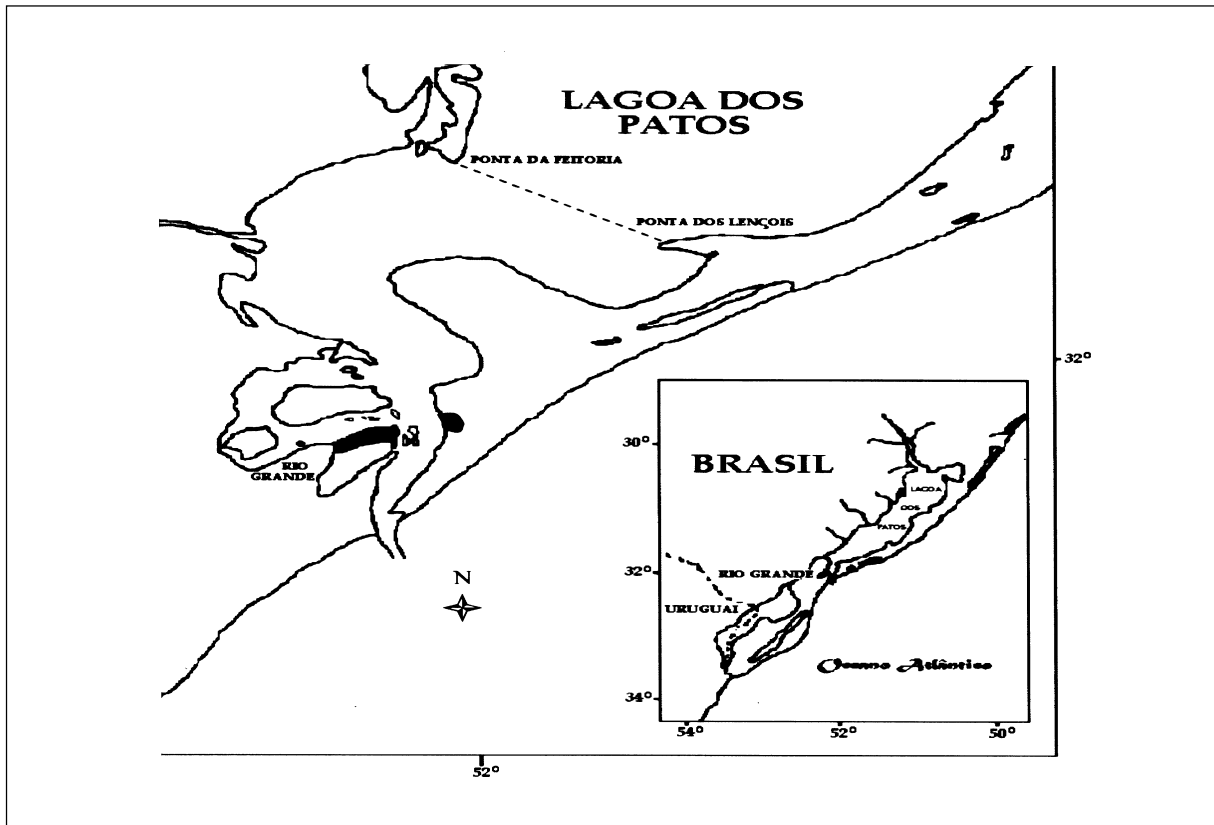 LAGOA DOS
PATOS
PONTA DA FEITORIA
PONTA DOS LENÇOIS
32°
RIO
GRANDE
N
52°
30°
BRASIL
LAGOA
DOS
PATOS
32°
RIO GRANDE
URUGUAI
Oceano Atlântico
34°
54°
52°
50°